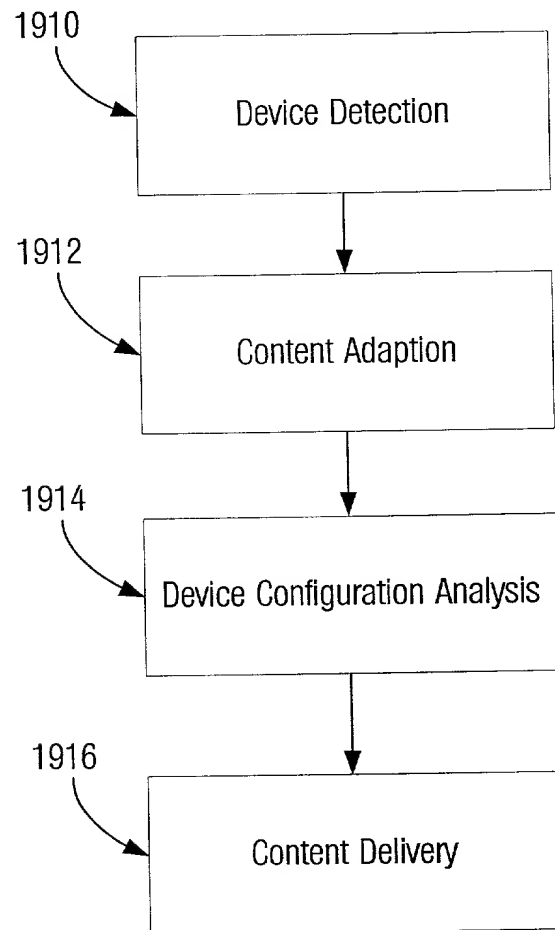 1910
Device Detection
1912
Content Adaption
1914
Device Configuration Analysis
1916
Content Delivery